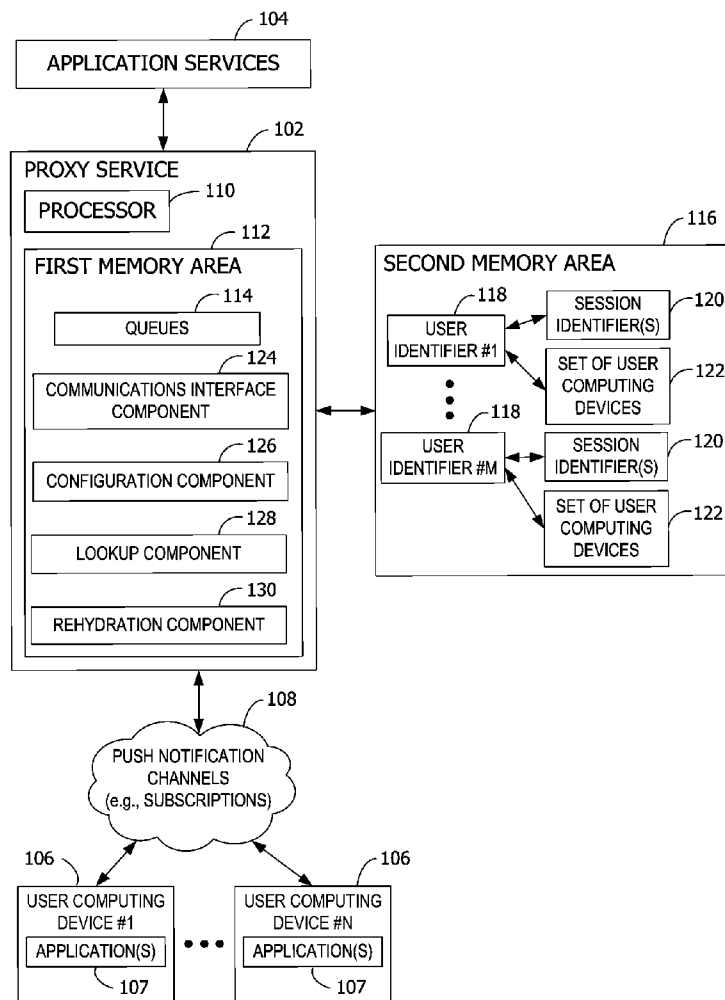 104
APPLICATION SERVICES
102
PROXY SERVICE
110
PROCESSOR
112
FIRST MEMORY AREA
114
QUEUES
124
COMMUNICATIONS INTERFACE
COMPONENT
126
CONFIGURATION COMPONENT
128
LOOKUP COMPONENT
130
REHYDRATION COMPONENT
116
SECOND MEMORY AREA
118
USER
IDENTIFIER #1
SESSION
IDENTIFIER(S)
120
SET OF USER
COMPUTING
DEVICES
122
118
USER
IDENTIFIER #M
SESSION
IDENTIFIER(S)
120
SET OF USER
COMPUTING
DEVICES
122
108
PUSH NOTIFICATION
CHANNELS
(e.g., SUBSCRIPTIONS)
106
USER COMPUTING
DEVICE #1
APPLICATION(S)
107
106
USER COMPUTING
DEVICE #N
APPLICATION(S)
107